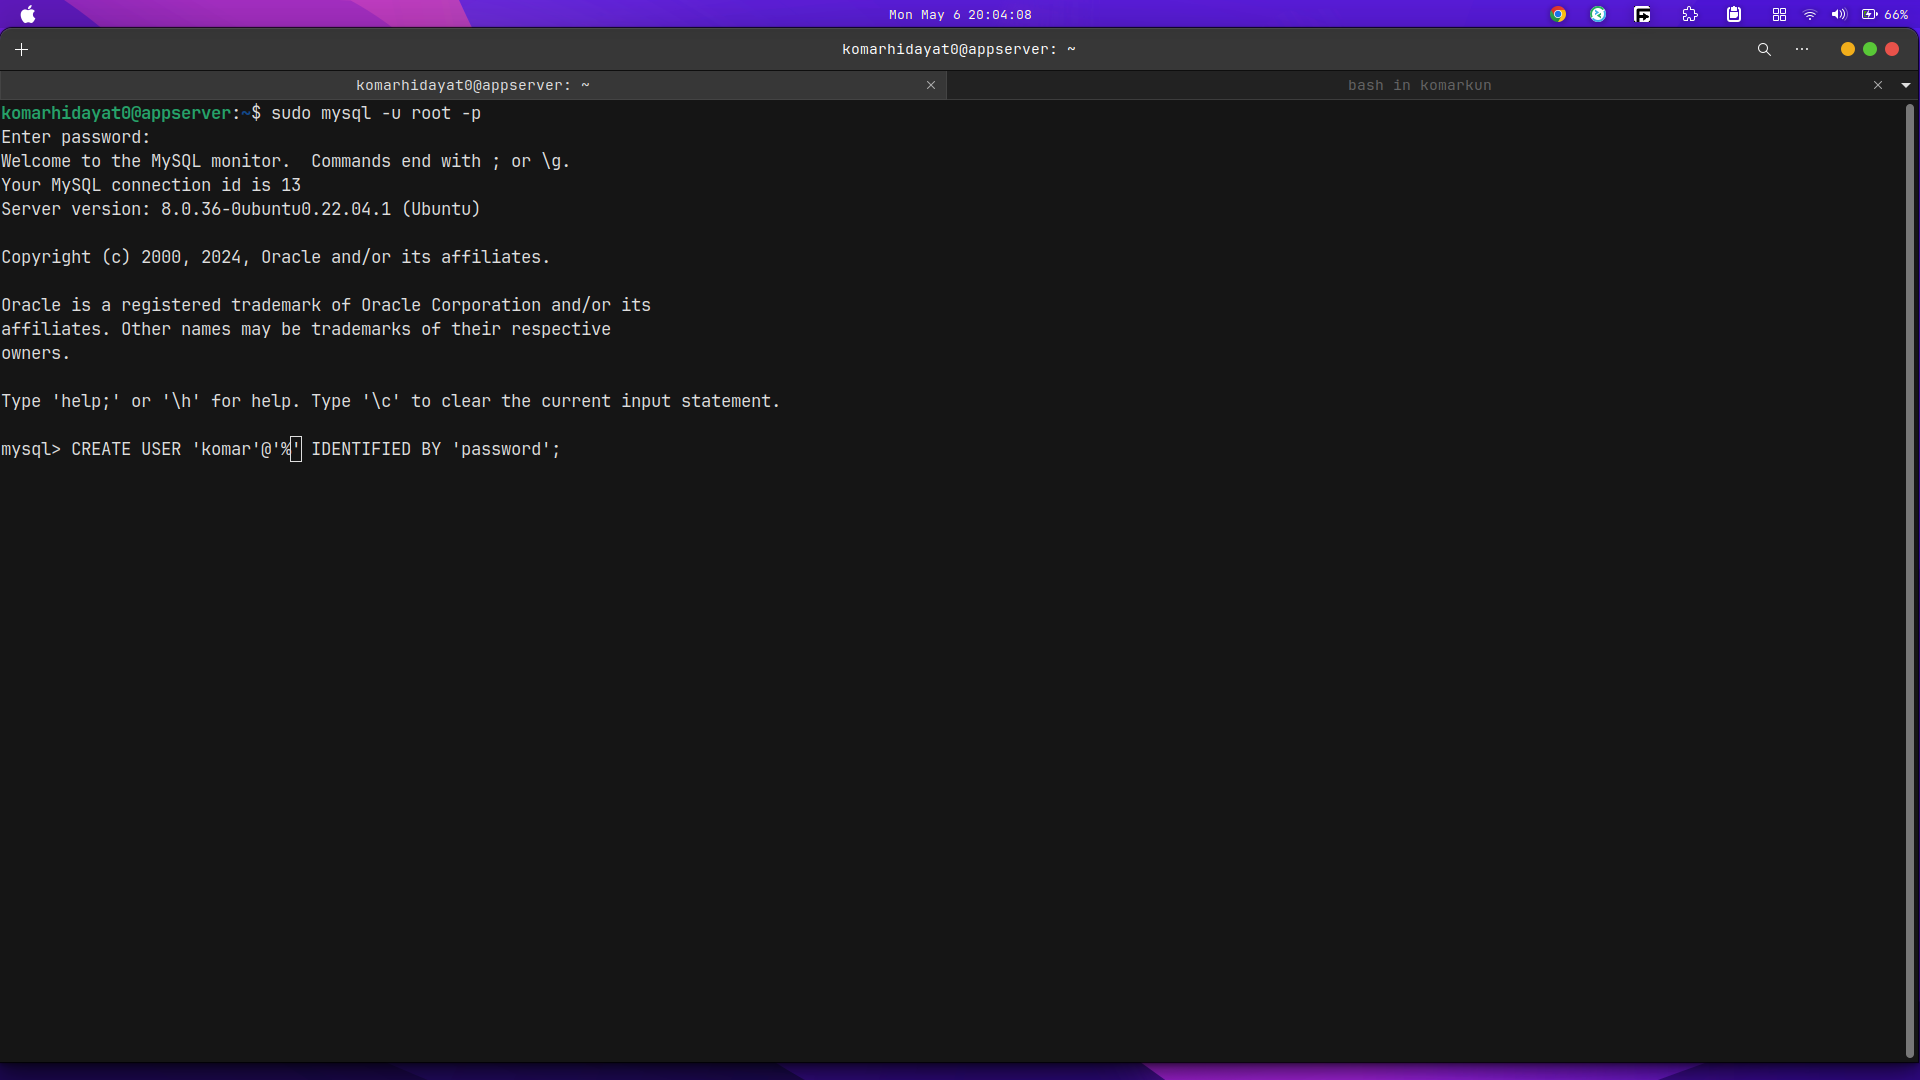 Mon May 6 20:04:08
66%
komarhidayat0@appserver: ~
komarhidayat0@appserver: ~
bash in komarkun
komarhidayat0@appserver:~$ sudo mysql -u root -p
Enter password:
Welcome to the MySQL monitor.  Commands end with ; or \g.
Your MySQL connection id is 13
Server version: 8.0.36-0ubuntu0.22.04.1 (Ubuntu)
Copyright (c) 2000, 2024, Oracle and/or its affiliates.
Oracle is a registered trademark of Oracle Corporation and/or its
affiliates. Other names may be trademarks of their respective
owners.
Type 'help;' or '\h' for help. Type '\c' to clear the current input statement.
mysql> CREATE USER 'komar'@'%' IDENTIFIED BY 'password';